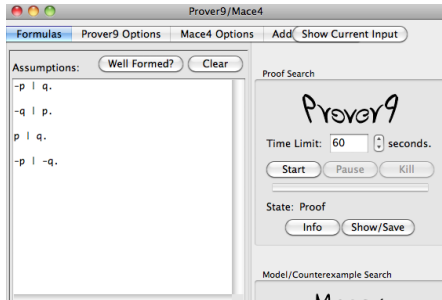 Prover9/Mace4
Formulas Prover9 Options Mace4 Options Add Show Current Input
Assumptions: Well Formed? Clear
-p | q.
-q | p.
p | q.
-p | -q.
Proof Search
Prover9
Time Limit: 60 seconds.
Start Pause Kill
State: Proof
Info Show/Save
Model/Counterexample Search